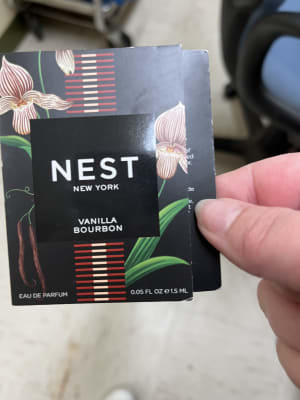 NEST
NEW YORK
VANILLA
BOURBON
EAU DE PARFUM
0.05 FL OZ ℮ 1.5 ML